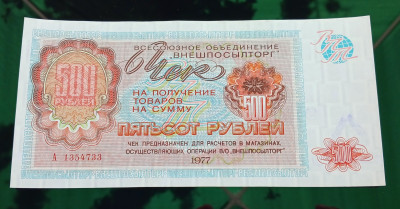 ВСЕСОЮЗНОЕ ОБЪЕДИНЕНИЕ
"ВНЕШПОСЫЛТОРГ"
Чек
500
РУБЛЕЙ
НА ПОЛУЧЕНИЕ
ТОВАРОВ
НА СУММУ
500
ПЯТЬСОТ РУБЛЕЙ
А 1354733
ЧЕК ПРЕДНАЗНАЧЕН ДЛЯ РАСЧЕТОВ В МАГАЗИНАХ,
ОСУЩЕСТВЛЯЮЩИХ ОПЕРАЦИИ В/О „ВНЕШПОСЫЛТОРГ"
1977
500